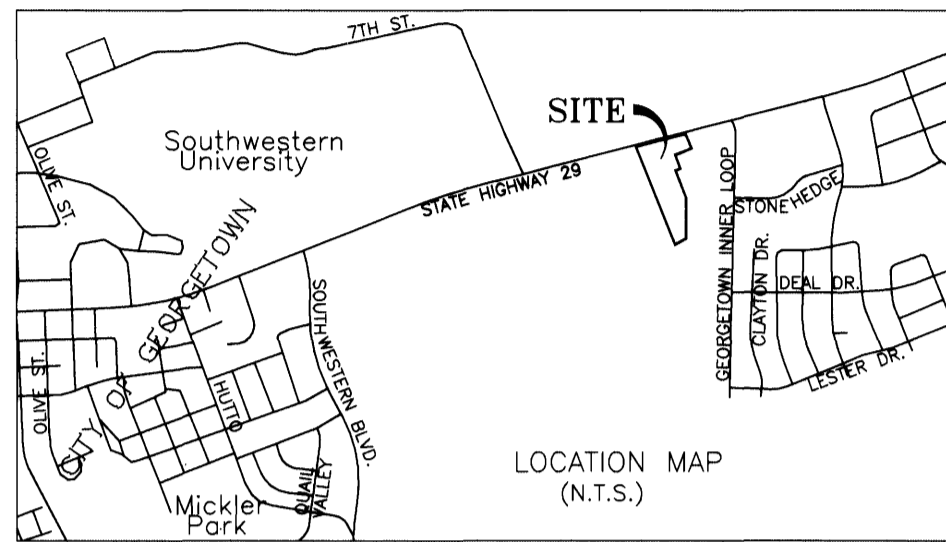 7TH ST.
SITE
Southwestern
University
OLIVE ST.
STATE HIGHWAY 29
GEORGETOWN INNER LOOP
STONEHEDGE
CITY OF GEORGETOWN
CLAYTON DR.
DEAL DR.
SOUTHWESTERN BLVD.
OLIVE ST.
HUTTO
LESTER DR.
QUAIL
VALLEY
LOCATION MAP
(N.T.S.)
Mickler
Park